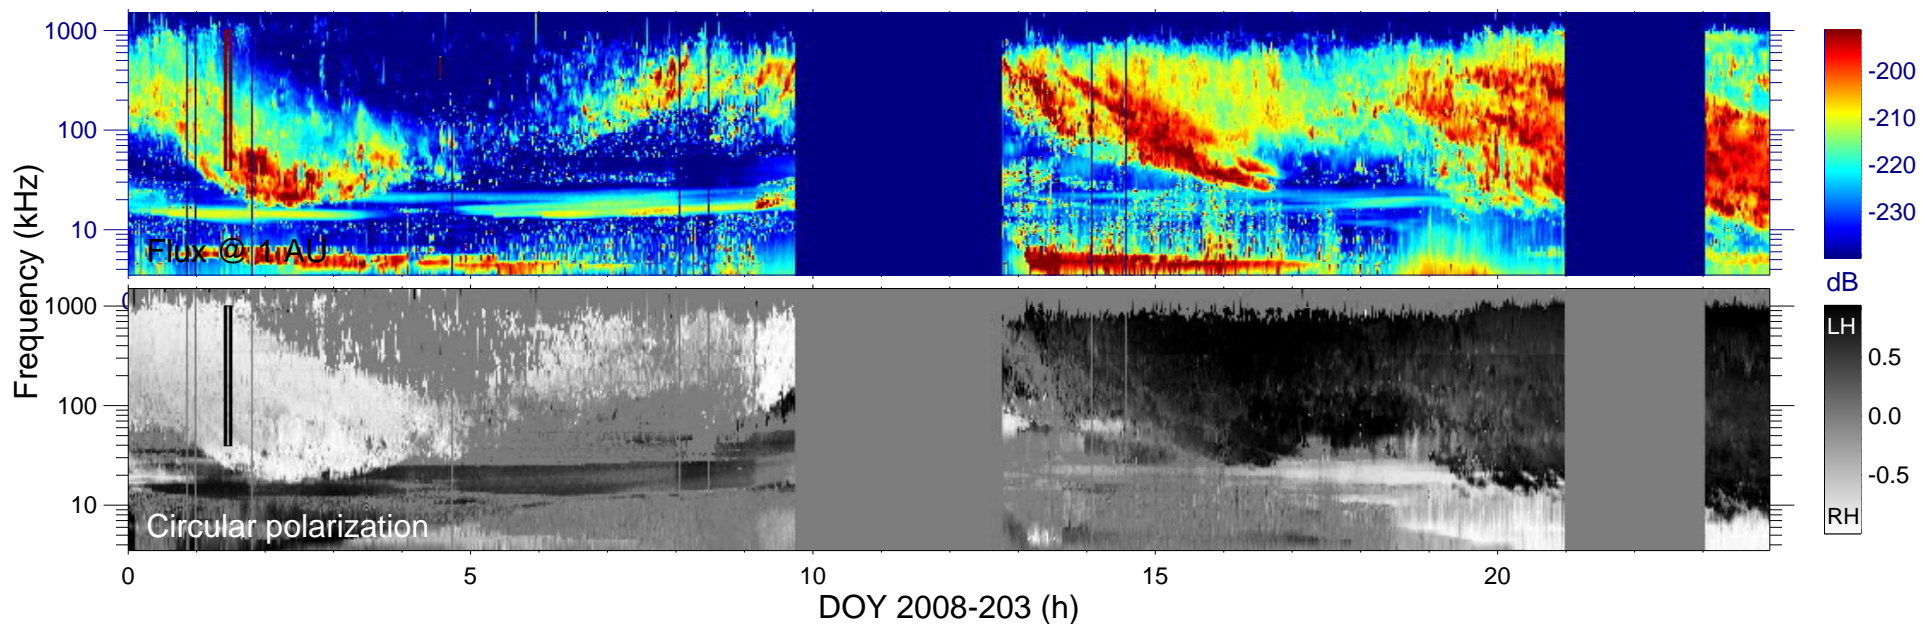 1000
100
10
Flux @ 1 AU
-200
-210
-220
-230
dB
Frequency (kHz)
0
1000
100
10
Circular polarization
LH
0.5
0.0
-0.5
RH
0 5 10 15 20
DOY 2008-203 (h)